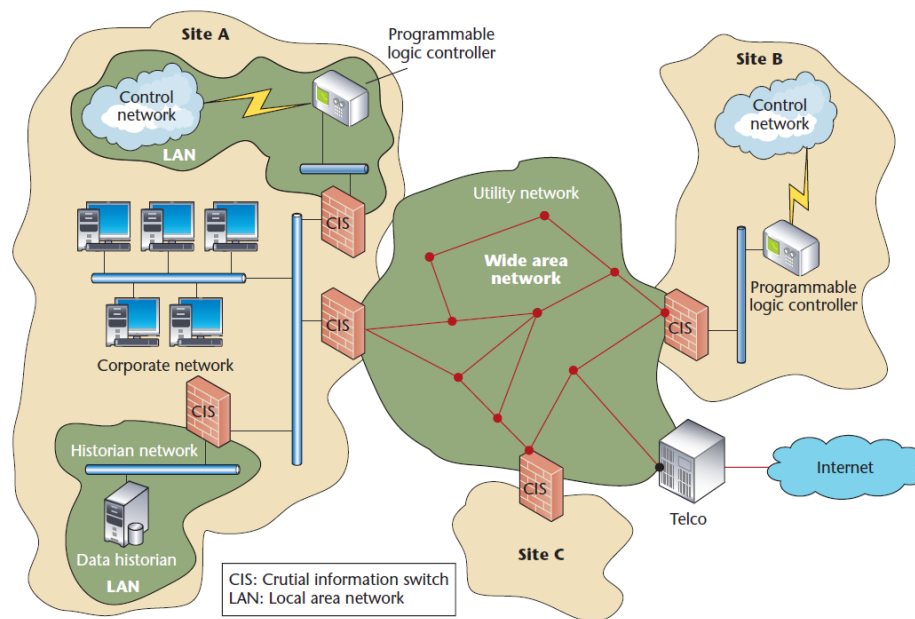 Site A
Programmable
logic controller
Control
network
LAN
CIS
Utility network
Wide area
network
Site B
Control
network
Programmable
logic controller
CIS
CIS
Corporate network
CIS
Historian network
Data historian
LAN
CIS
Site C
Telco
Internet
CIS: Crutial information switch
LAN: Local area network